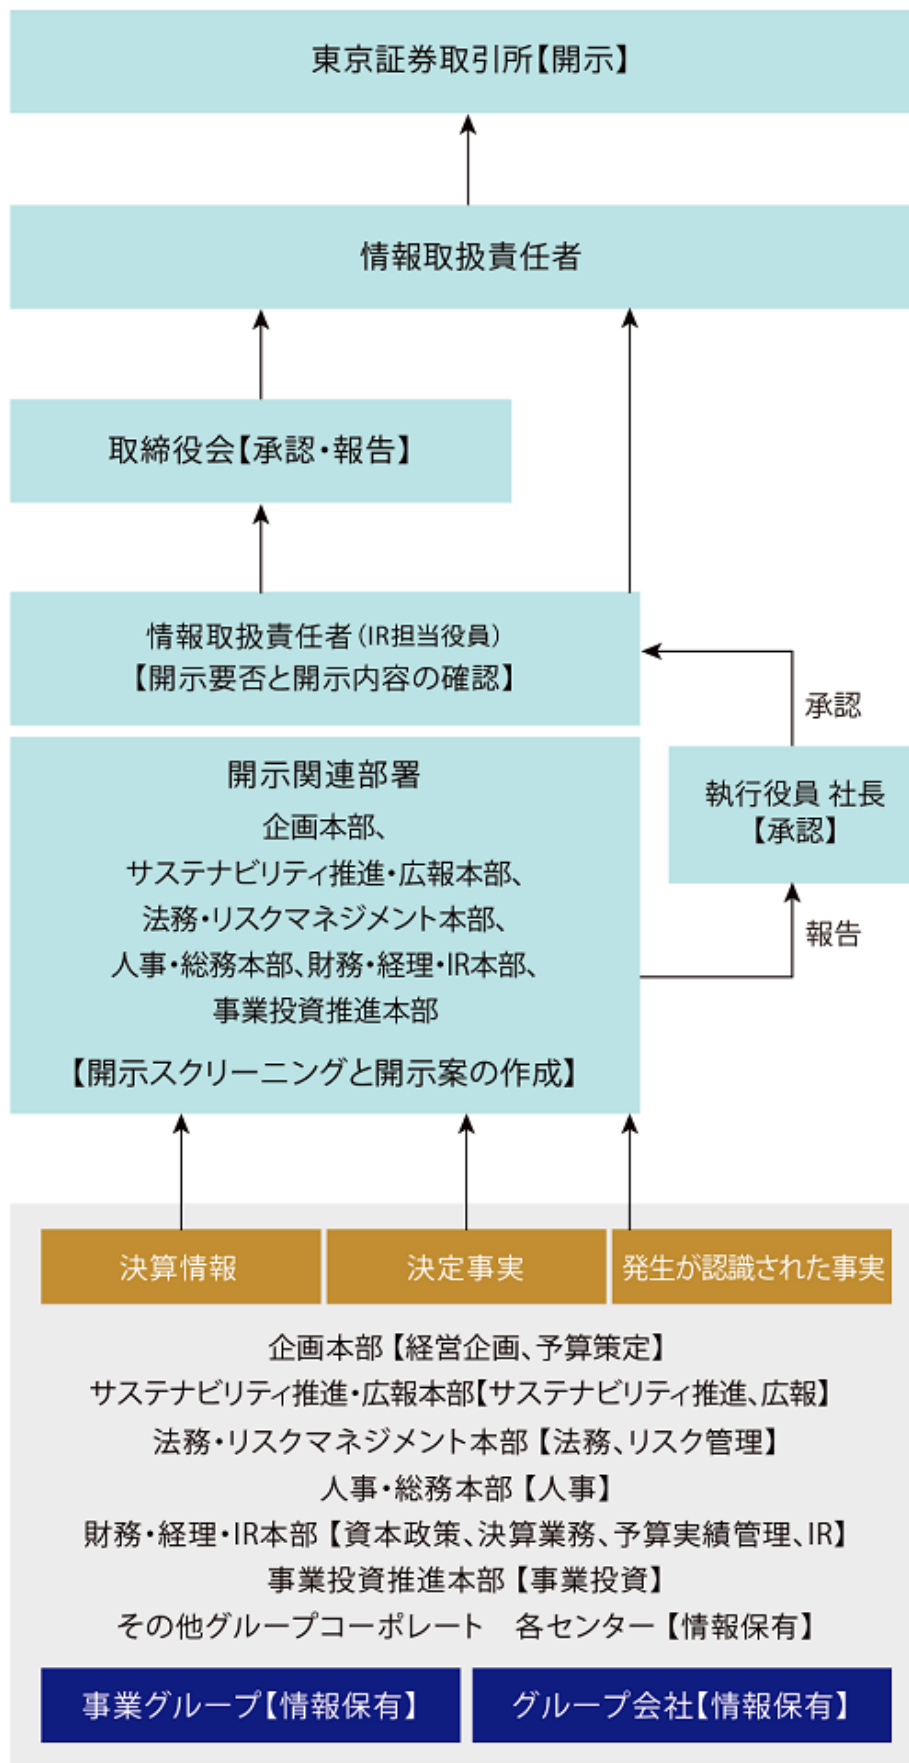 東京証券取引所【開示】
情報取扱責任者
取締役会【承認・報告】
情報取扱責任者(IR担当役員)
【開示要否と開示内容の確認】
承認
執行役員 社長
【承認】
報告
開示関連部署
企画本部、
サステナビリティ推進・広報本部、
法務・リスクマネジメント本部、
人事・総務本部、財務・経理・IR本部、
事業投資推進本部
【開示スクリーニングと開示案の作成】
決算情報
決定事実
発生が認識された事実
企画本部【経営企画、予算策定】
サステナビリティ推進・広報本部【サステナビリティ推進、広報】
法務・リスクマネジメント本部【法務、リスク管理】
人事・総務本部【人事】
財務・経理・IR本部【資本政策、決算業務、予算実績管理、IR】
事業投資推進本部【事業投資】
その他グループコーポレート　各センター【情報保有】
事業グループ【情報保有】
グループ会社【情報保有】